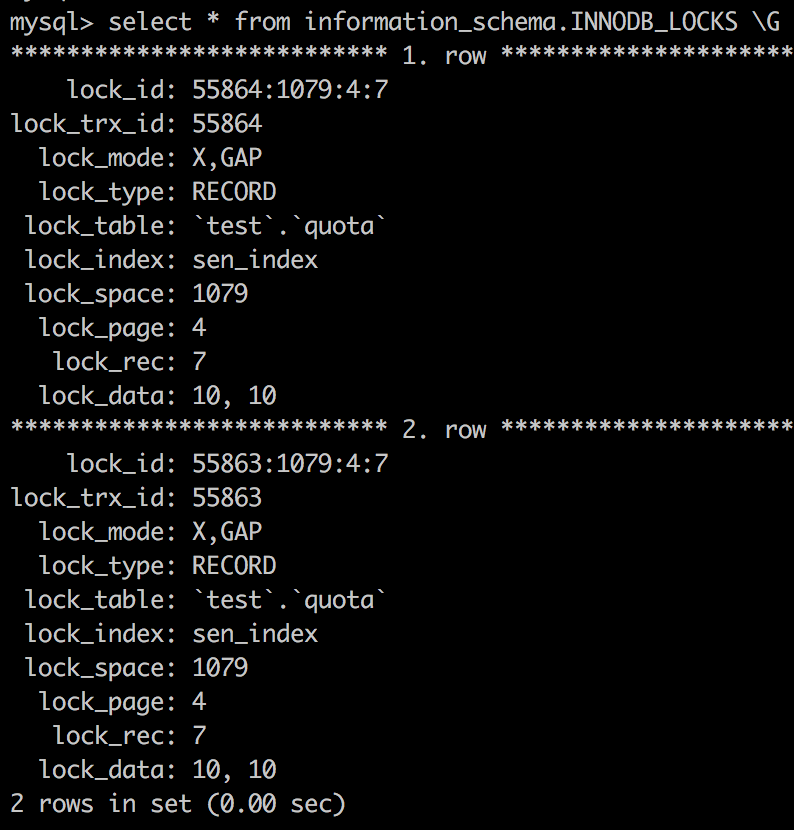 mysql> select * from information_schema.INNODB_LOCKS \G
*************************** 1. row *********************
    lock_id: 55864:1079:4:7
lock_trx_id: 55864
  lock_mode: X,GAP
  lock_type: RECORD
 lock_table: `test`.`quota`
 lock_index: sen_index
 lock_space: 1079
  lock_page: 4
   lock_rec: 7
  lock_data: 10, 10
*************************** 2. row *********************
    lock_id: 55863:1079:4:7
lock_trx_id: 55863
  lock_mode: X,GAP
  lock_type: RECORD
 lock_table: `test`.`quota`
 lock_index: sen_index
 lock_space: 1079
  lock_page: 4
   lock_rec: 7
  lock_data: 10, 10
2 rows in set (0.00 sec)